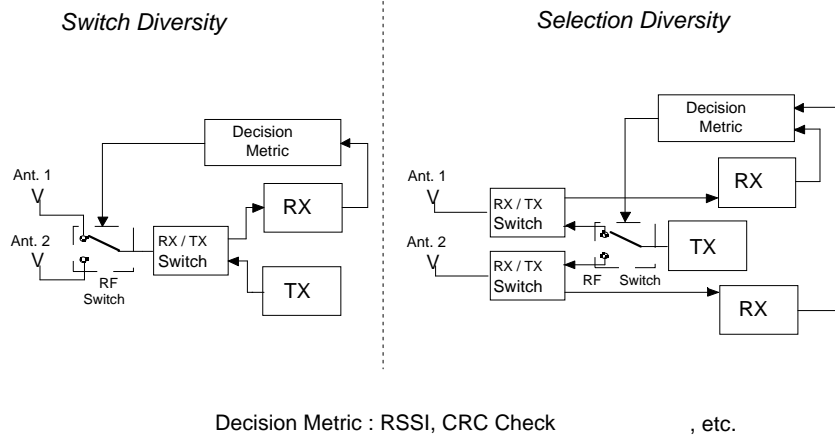 Switch Diversity
Decision
Metric
Ant. 1
V
Ant. 2
V
RX / TX
Switch
RX
TX
RF
Switch
Selection Diversity
Decision
Metric
Ant. 1
V
Ant. 2
V
RX / TX
Switch
RX / TX
Switch
RX
TX
RF Switch
RX
Decision Metric : RSSI, CRC Check , etc.